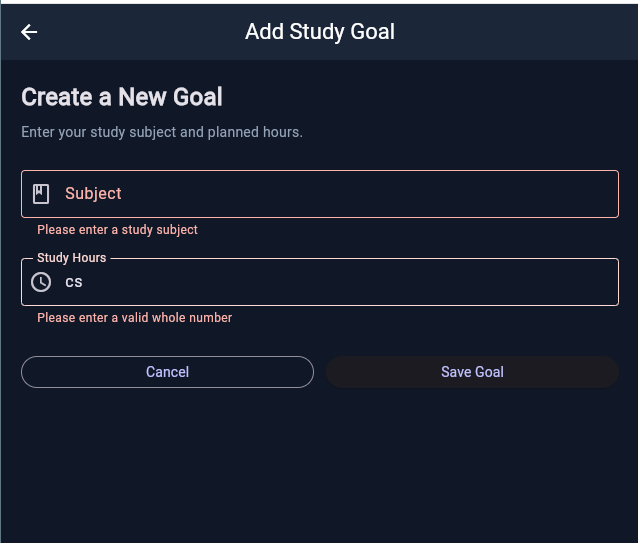 Add Study Goal
Create a New Goal
Enter your study subject and planned hours.
Subject
Please enter a study subject
Study Hours
cs
Please enter a valid whole number
Cancel
Save Goal